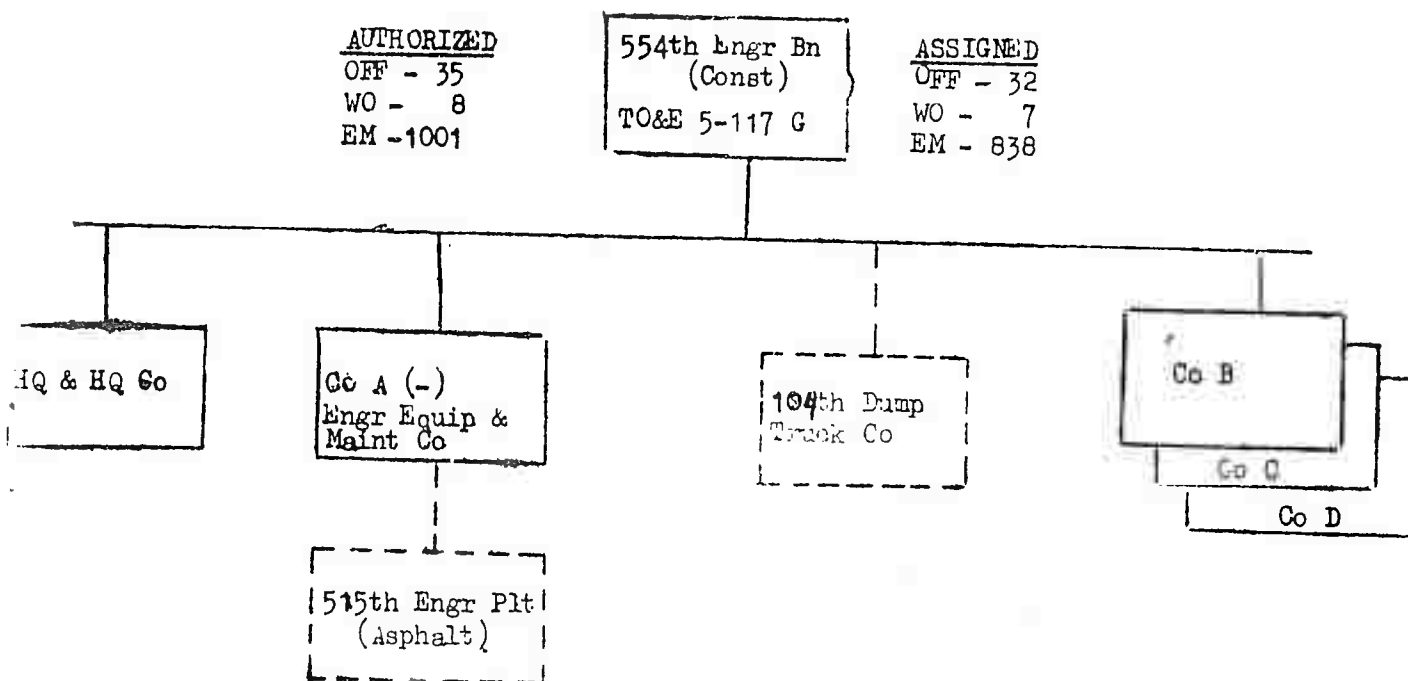 AUTHORIZED
OFF - 35
WO - 8
EM -1001
554th Engr Bn
(Const)
TO&E 5-117 G
ASSIGNED
OFF - 32
WO - 7
EM - 838
HQ & HQ Co
Co A (-)
Engr Equip &
Maint Co
104th Dump
Truck Co
Co B
Co C
Co D
515th Engr Plt
(Asphalt)